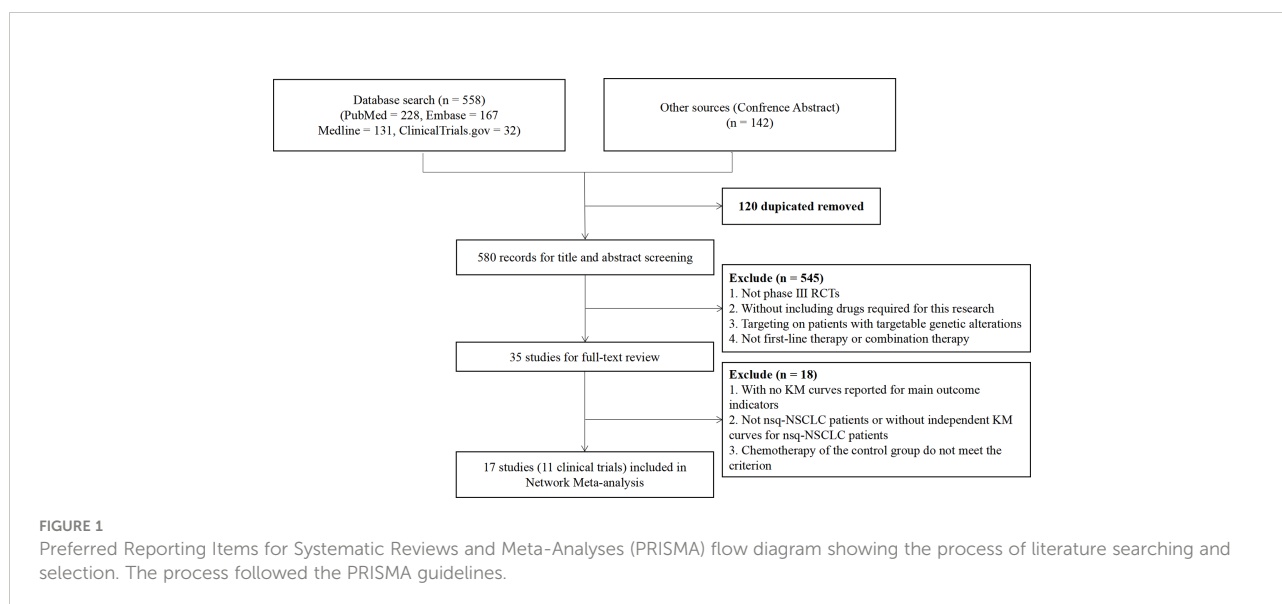 Database search (n = 558)
(PubMed = 228, Embase = 167
Medline = 131, ClinicalTrials.gov = 32)
Other sources (Confrence Abstract)
(n = 142)
120 dupicated removed
580 records for title and abstract screening
Exclude (n = 545)
1. Not phase III RCTs
2. Without including drugs required for this research
3. Targeting on patients with targetable genetic alterations
4. Not first-line therapy or combination therapy
35 studies for full-text review
Exclude (n = 18)
1. With no KM curves reported for main outcome
indicators
2. Not nsq-NSCLC patients or without independent KM
curves for nsq-NSCLC patients
3. Chemotherapy of the control group do not meet the
criterion
17 studies (11 clinical trials) included in
Network Meta-analysis
FIGURE 1
Preferred Reporting Items for Systematic Reviews and Meta-Analyses (PRISMA) flow diagram showing the process of literature searching and
selection. The process followed the PRISMA guidelines.